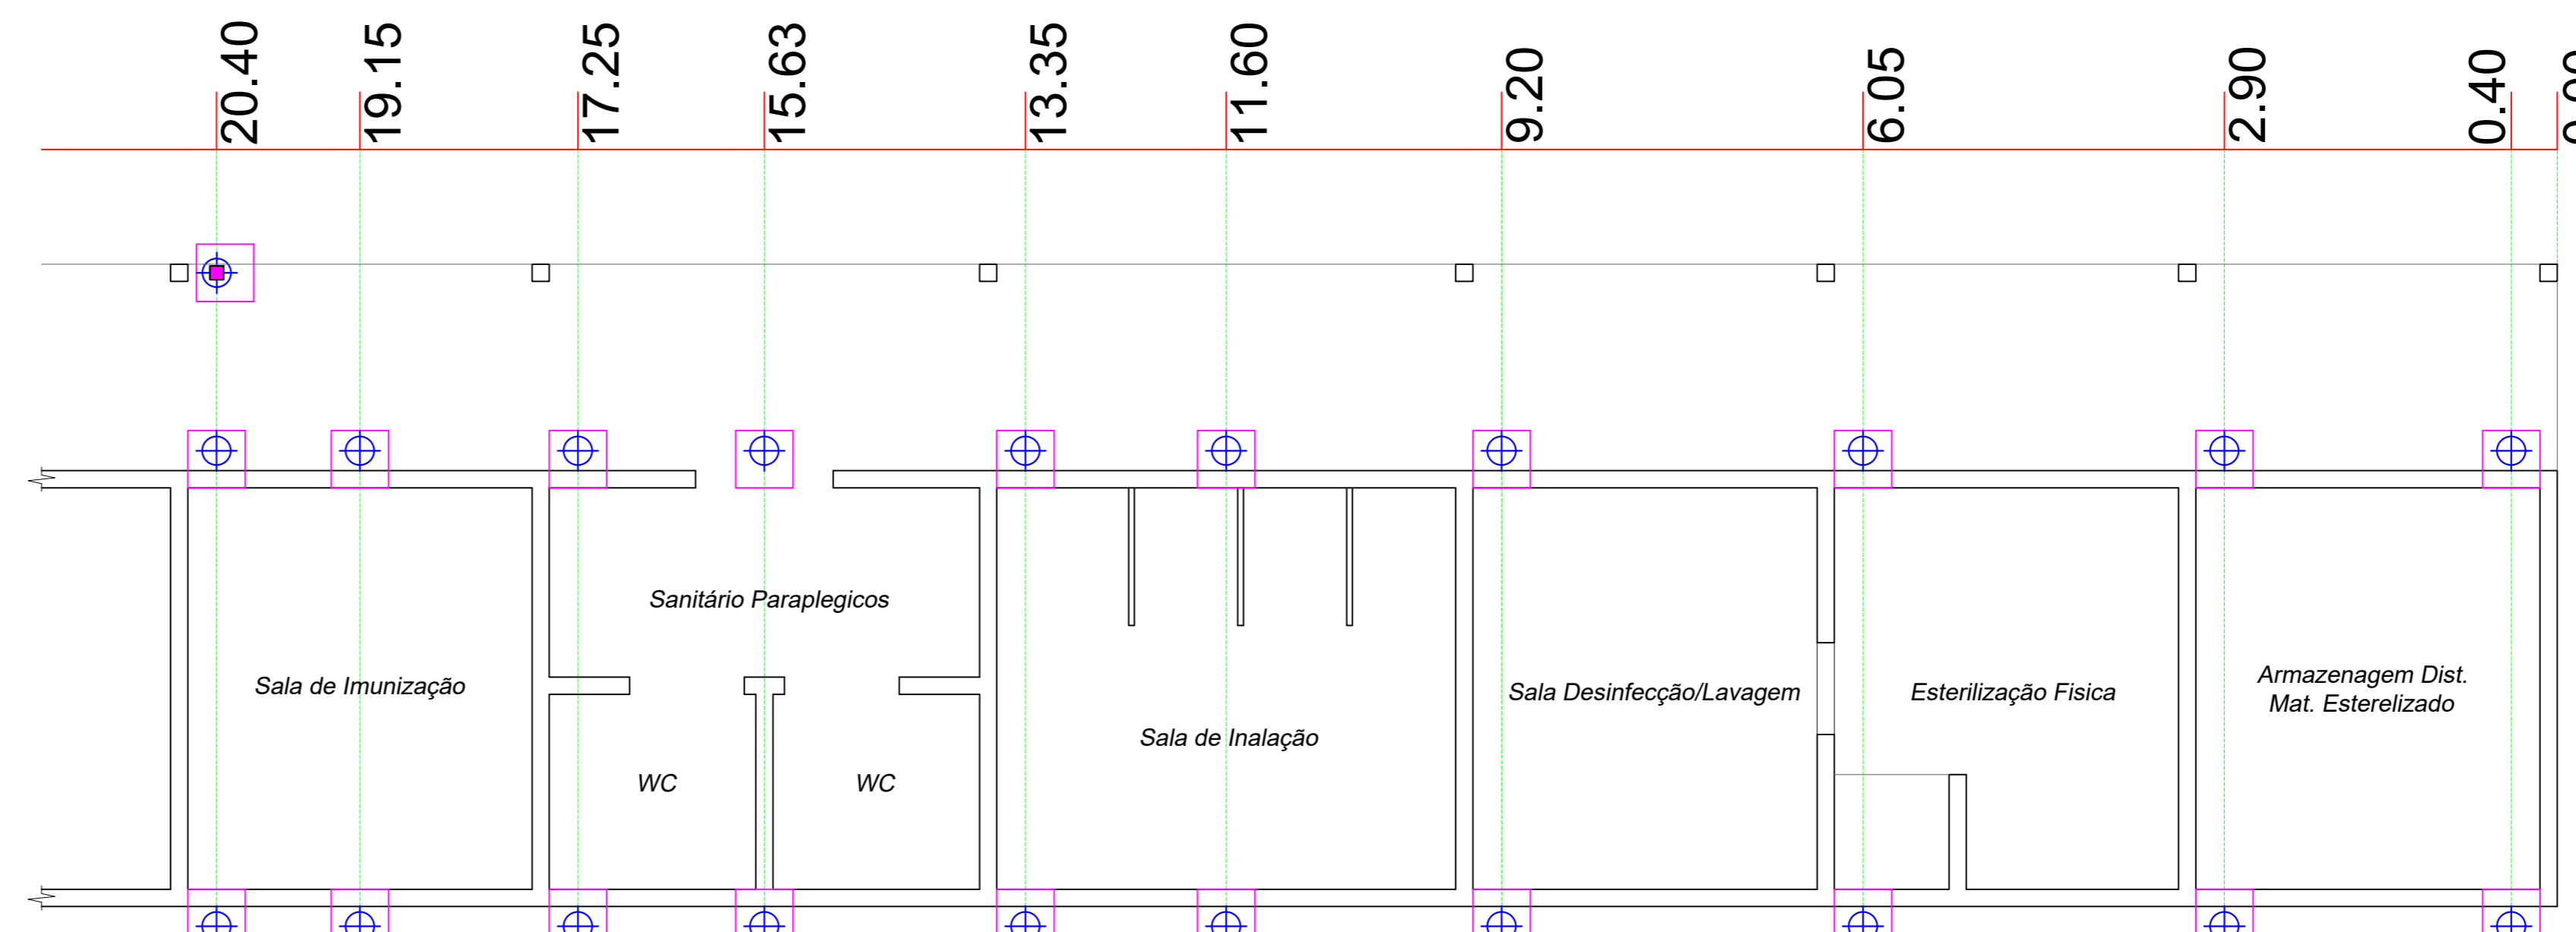 20.40
19.15
17.25
15.63
13.35
11.60
9.20
6.05
2.90
0.40
Sanitário Paraplegicos
Sala de Imunização
Sala Desinfecção/Lavagem
Esterilização Fisica
Armazenagem Dist.
Mat. Esterelizado
Sala de Inalação
WC
WC